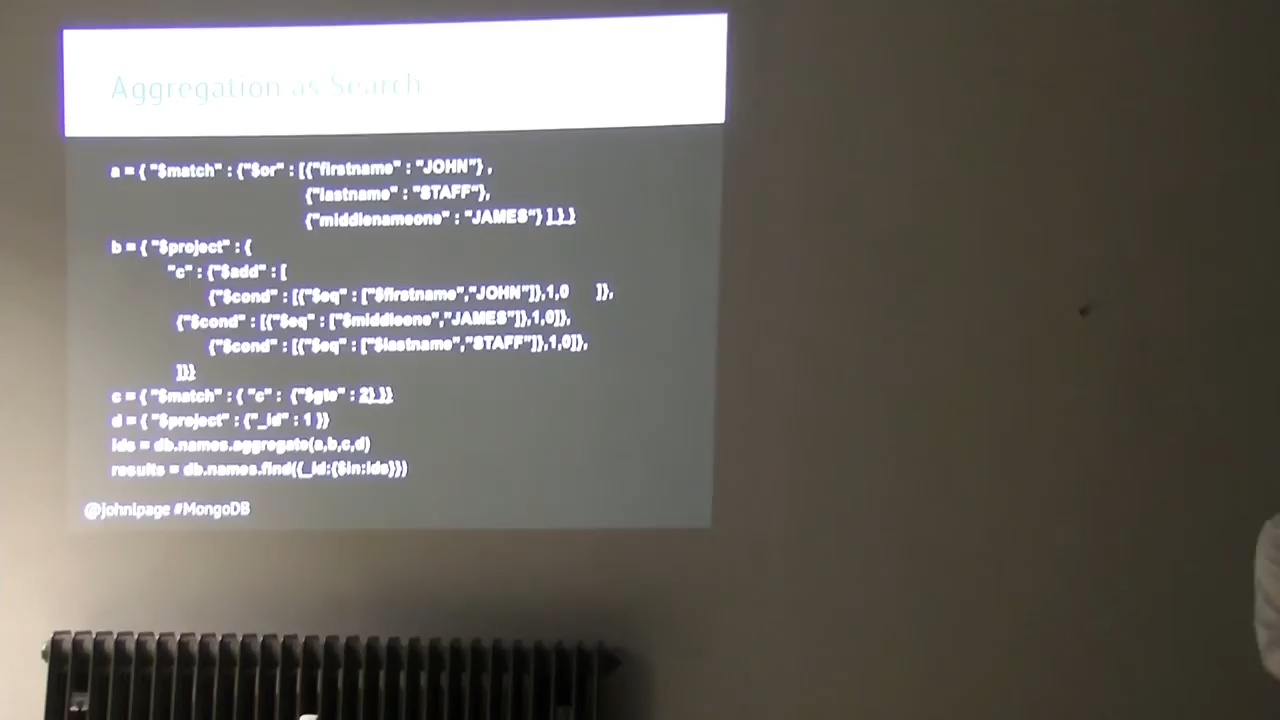 Aggregation as Search
a = { "$match" : {"$or" : [{"firstname" : "JOHN"} ,
{"lastname" : "STAFF"},
{"middlenameone" : "JAMES"} ] } }
b = { "$project" : {
"c" : {"$add" : [
{"$cond" : [{"$eq" : ["$firstname","JOHN"]},1,0 ]},
{"$cond" : [{"$eq" : ["$middleone","JAMES"]},1,0]},
{"$cond" : [{"$eq" : ["$lastname","STAFF"]},1,0]},
]}}
c = { "$match" : { "c" : {"$gte" : 2} }}
d = { "$project" : {"_id" : 1 }}
ids = db.names.aggregate(a,b,c,d)
results = db.names.find({_id:{$in:ids}})
@johnlpage #MongoDB